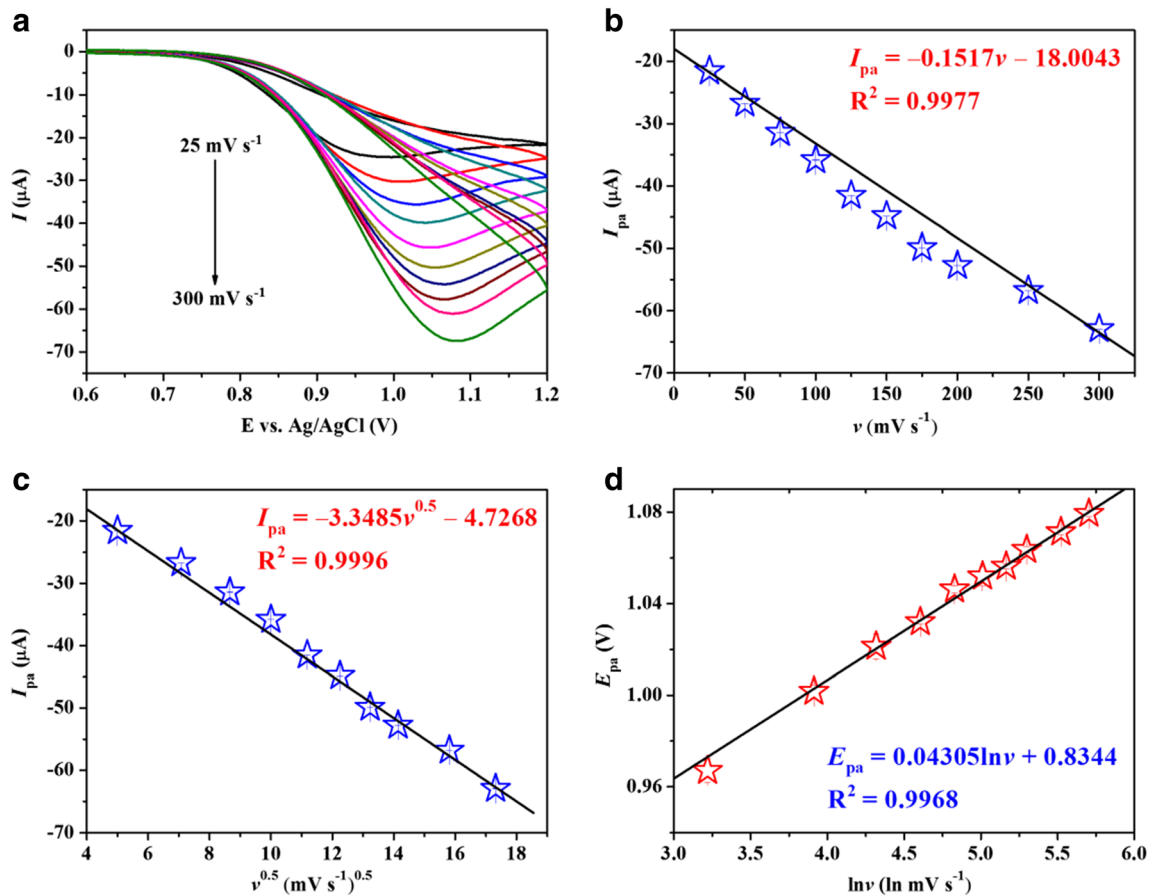 a
0
-10
-20
-30
-40
-50
-60
-70
I (μA)
25 mV s⁻¹
300 mV s⁻¹
0.6 0.7 0.8 0.9 1.0 1.1 1.2
E vs. Ag/AgCl (V)
b
-20
-30
-40
-50
-60
-70
Iₚₐ (μA)
Iₚₐ = –0.1517v – 18.0043
R² = 0.9977
0 50 100 150 200 250 300
v (mV s⁻¹)
c
-20
-30
-40
-50
-60
-70
Iₚₐ (μA)
Iₚₐ = –3.3485v⁰·⁵ – 4.7268
R² = 0.9996
4 6 8 10 12 14 16 18
v⁰·⁵ (mV s⁻¹)⁰·⁵
d
1.08
1.04
1.00
0.96
Eₚₐ (V)
Eₚₐ = 0.04305lnv + 0.8344
R² = 0.9968
3.0 3.5 4.0 4.5 5.0 5.5 6.0
lnv (ln mV s⁻¹)